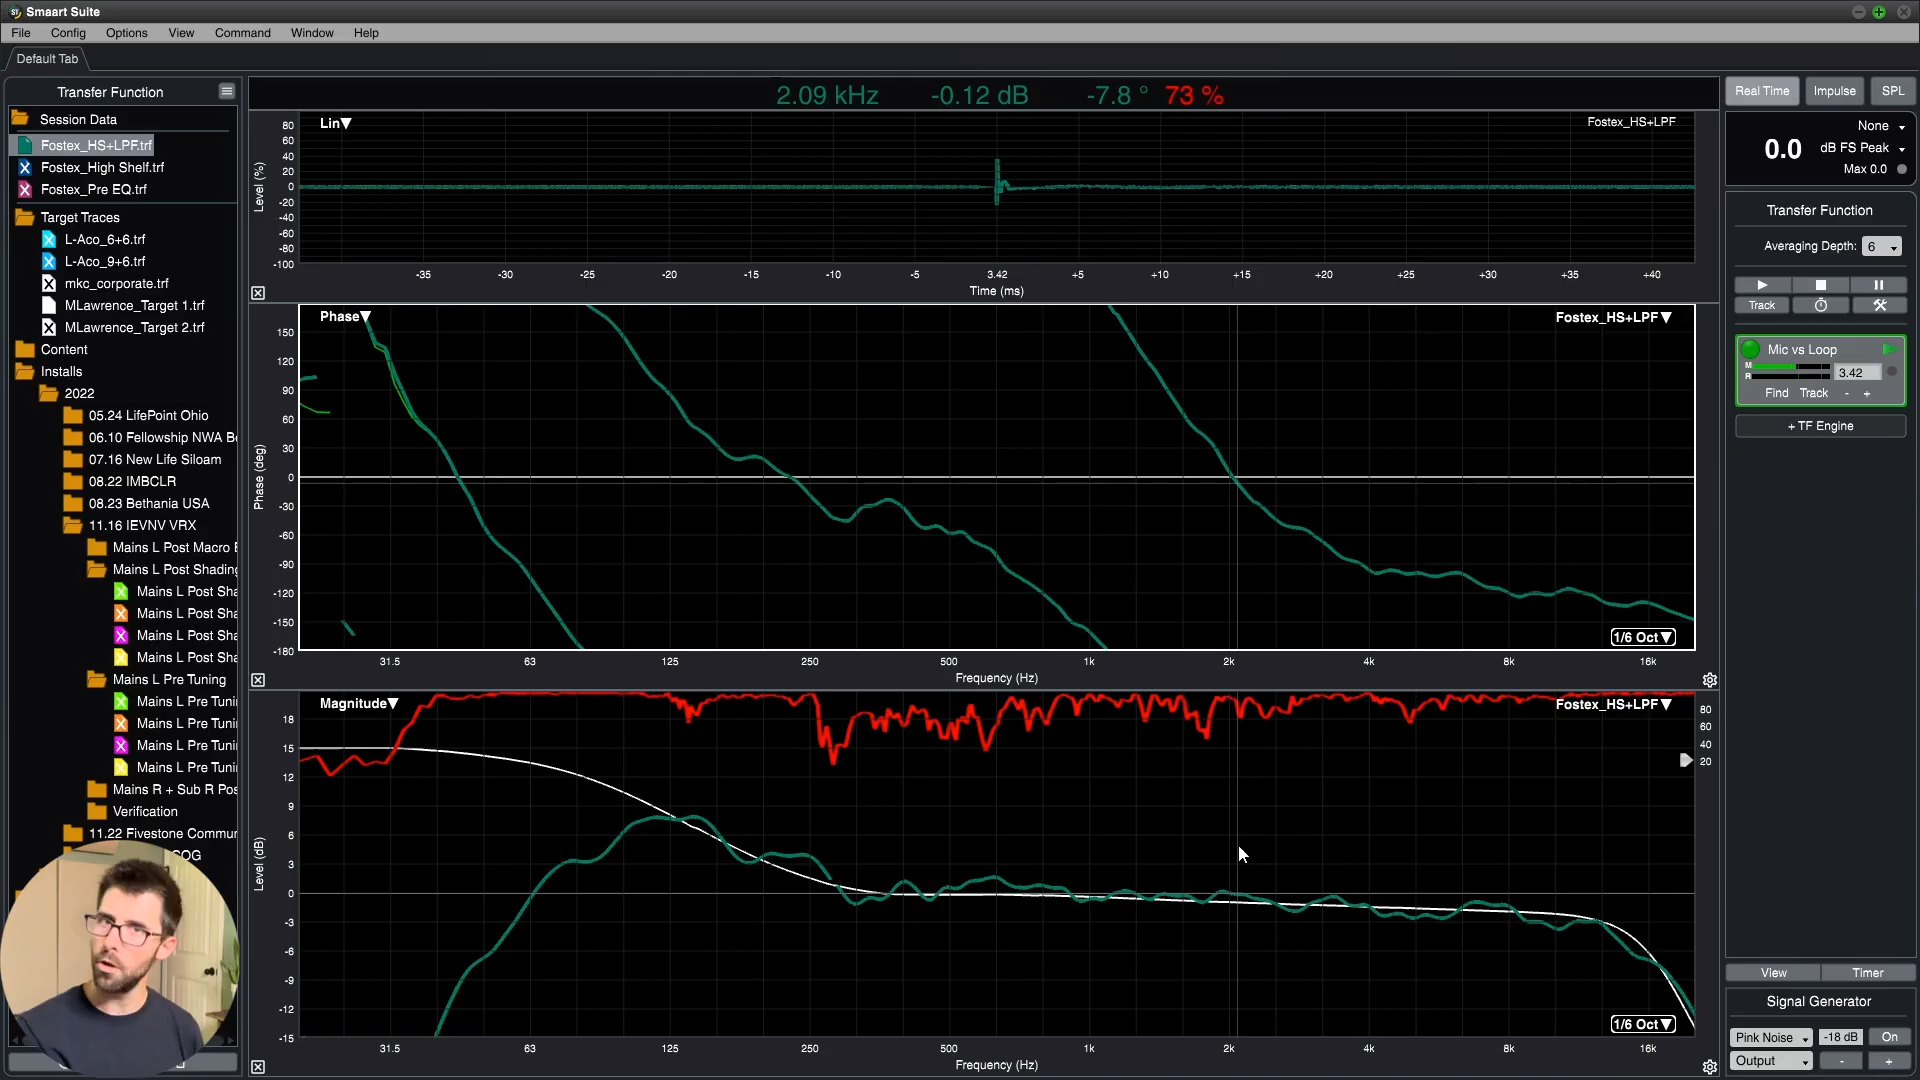 Smaart Suite
File Config Options View Command Window Help
Default Tab
Transfer Function
Session Data
Fostex_HS+LPF.trf
Fostex_High Shelf.trf
Fostex_Pre EQ.trf
Target Traces
L-Aco_6+6.trf
L-Aco_9+6.trf
mkc_corporate.trf
MLawrence_Target 1.trf
MLawrence_Target 2.trf
Content
Installs
2022
05.24 LifePoint Ohio
06.10 Fellowship NWA B
07.16 New Life Siloam
08.22 IMBCLR
08.23 Bethania USA
11.16 IEVNV VRX
Mains L Post Macro
Mains L Post Shading
Mains L Post Sha
Mains L Post Sha
Mains L Post Sha
Mains L Post Sha
Mains L Pre Tuning
Mains L Pre Tuni
Mains L Pre Tuni
Mains L Pre Tuni
Mains L Pre Tuni
Mains R + Sub R Pos
Verification
11.22 Fivestone Commun
COG
2.09 kHz -0.12 dB -7.8 ° 73 %
Lin▼ Fostex_HS+LPF
Level (%)
80
60
40
20
0
-20
-40
-60
-80
-100
-35 -30 -25 -20 -15 -10 -5 3.42 +5 +10 +15 +20 +25 +30 +35 +40
Time (ms)
Phase▼ Fostex_HS+LPF▼
Phase (deg)
150
120
90
60
30
0
-30
-60
-90
-120
-150
-180
1/6 Oct▼
31.5 63 125 250 500 1k 2k 4k 8k 16k
Frequency (Hz)
Magnitude▼ Fostex_HS+LPF▼
Level (dB)
18
15
12
9
6
3
0
-3
-6
-9
-12
-15
80
60
40
20
1/6 Oct▼
31.5 63 125 250 500 1k 2k 4k 8k 16k
Frequency (Hz)
Real Time Impulse SPL
None
0.0 dB FS Peak
Max 0.0
Transfer Function
Averaging Depth: 6
Track
Mic vs Loop
M
R
3.42
Find Track - +
+ TF Engine
View Timer
Signal Generator
Pink Noise -18 dB On
Output - +